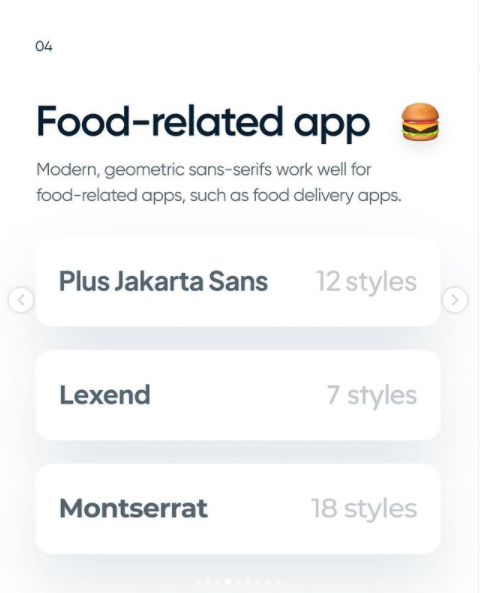 04
Food-related app
Modern, geometric sans-serifs work well for
food-related apps, such as food delivery apps.
Plus Jakarta Sans 12 styles
Lexend 7 styles
Montserrat 18 styles